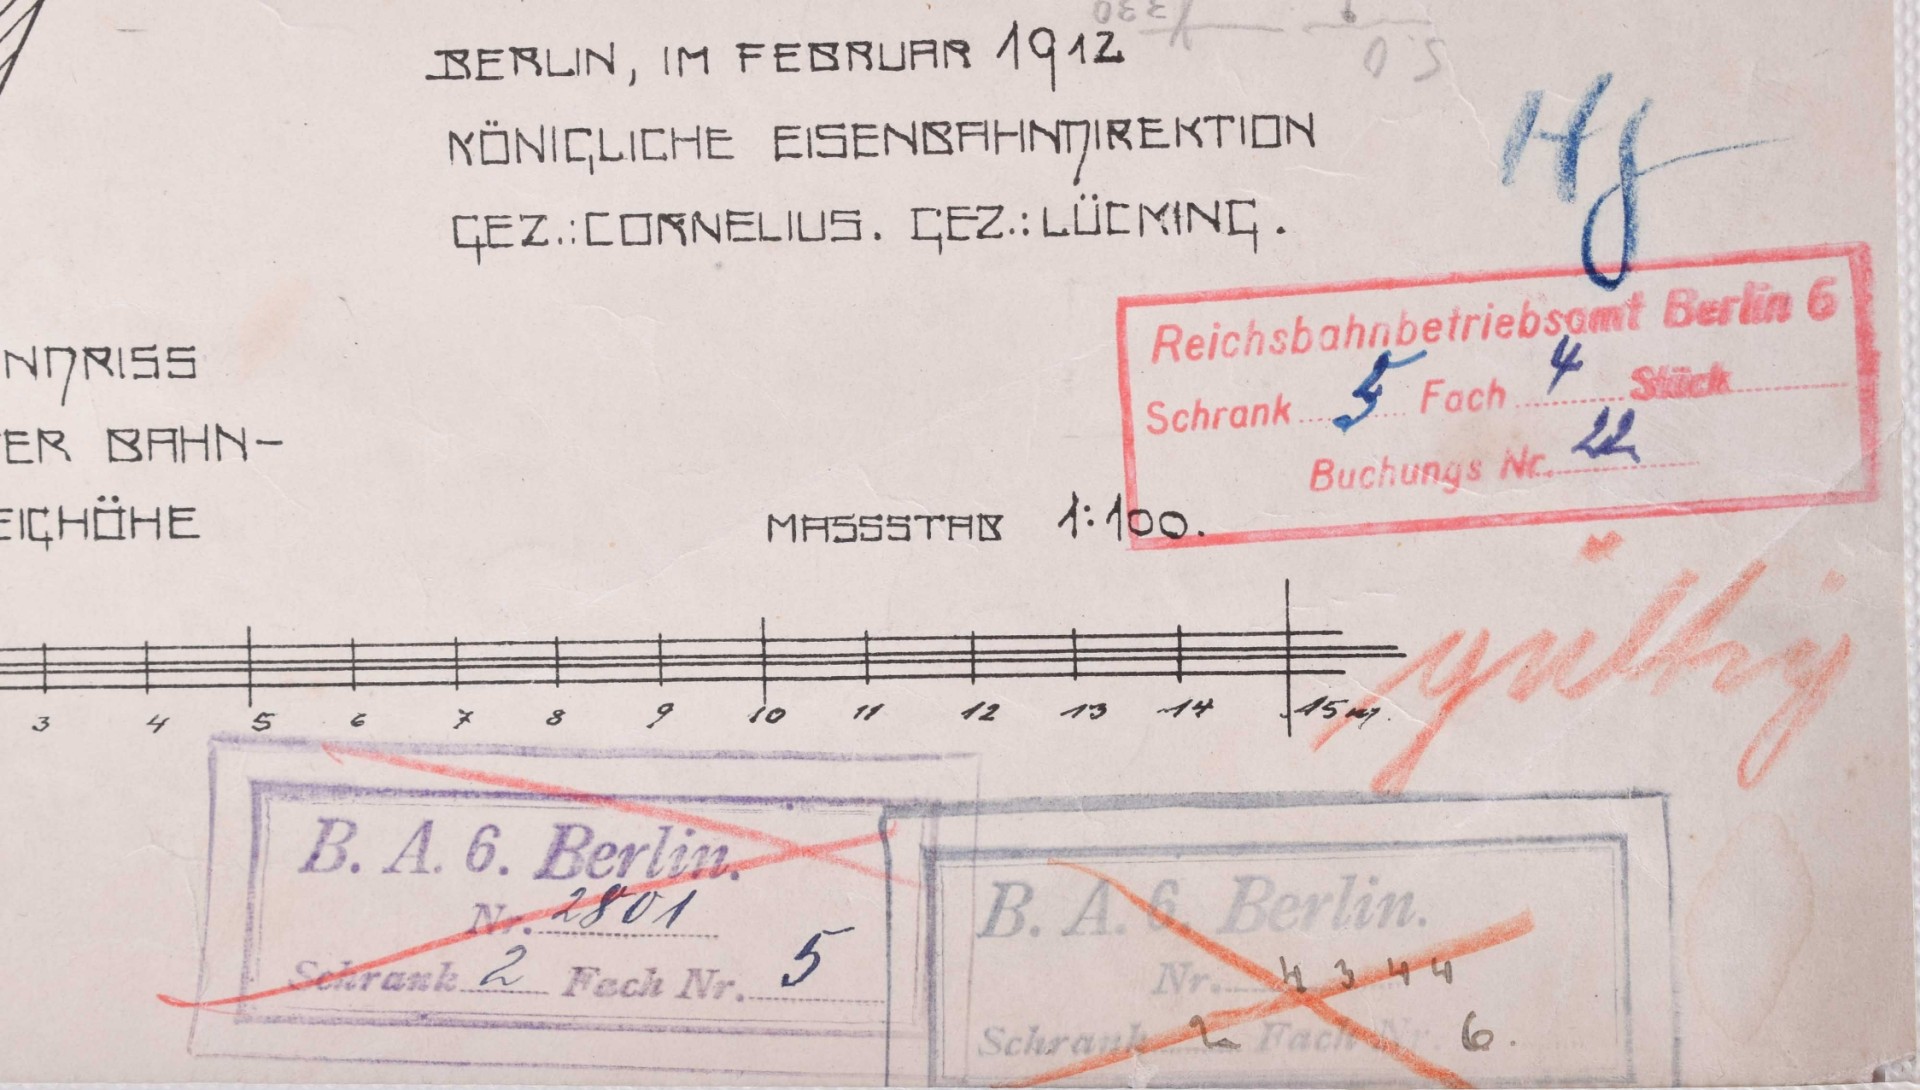 BERLIN, IM FEBRUAR 1912
KÖNIGLICHE EISENBAHNDIREKTION
GEZ.: CORNELIUS. GEZ.: LÜCKING.
Hg
Reichsbahnbetriebsamt Berlin 6
Schrank 5 Fach 4 Stück
Buchungs Nr. 22
NDRISS
ER BAHN-
EIGHÖHE
MASSSTAB 1:100.
gültig
3 4 5 6 7 8 9 10 11 12 13 14 15 m.
B. A. 6. Berlin.
Nr. 2801
Schrank 2 Fach Nr. 5
B. A. 6. Berlin.
Nr. 4344
Schrank 2 Fach Nr. 6.